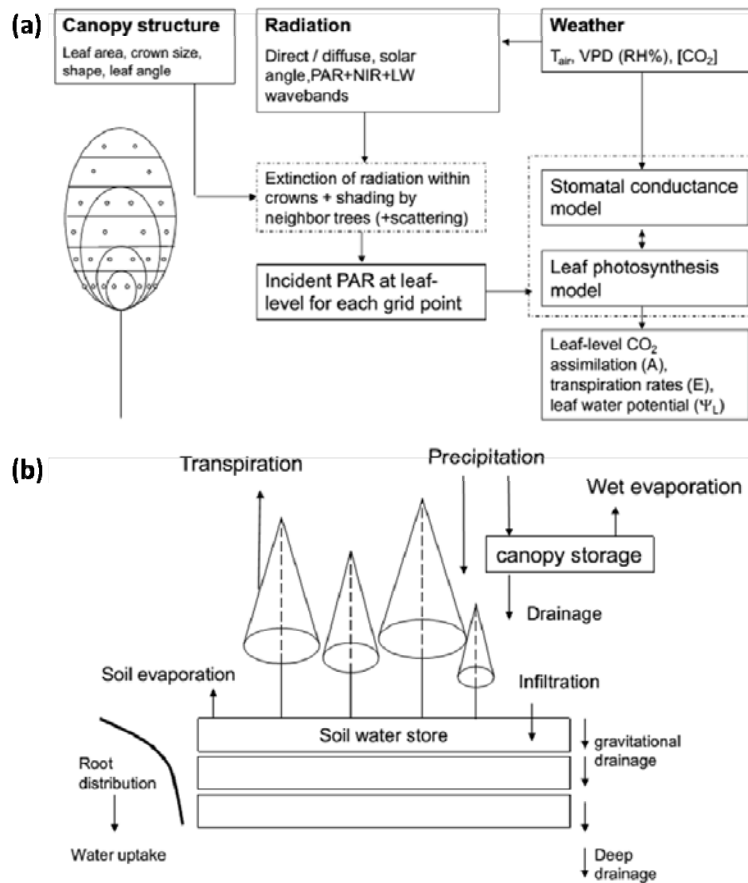 (a)
Canopy structure
Leaf area, crown size,
shape, leaf angle
Radiation
Direct / diffuse, solar
angle,PAR+NIR+LW
wavebands
Weather
Tair, VPD (RH%), [CO2]
Extinction of radiation within
crowns + shading by
neighbor trees (+scattering)
Stomatal conductance
model
Incident PAR at leaf-
level for each grid point
Leaf photosynthesis
model
Leaf-level CO2
assimilation (A),
transpiration rates (E),
leaf water potential (ΨL)
(b)
Transpiration
Precipitation
Wet evaporation
canopy storage
Drainage
Soil evaporation
Infiltration
Soil water store
gravitational
drainage
Root
distribution
Water uptake
Deep
drainage